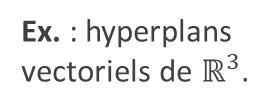 Ex. : hyperplans
vectoriels de ℝ³.